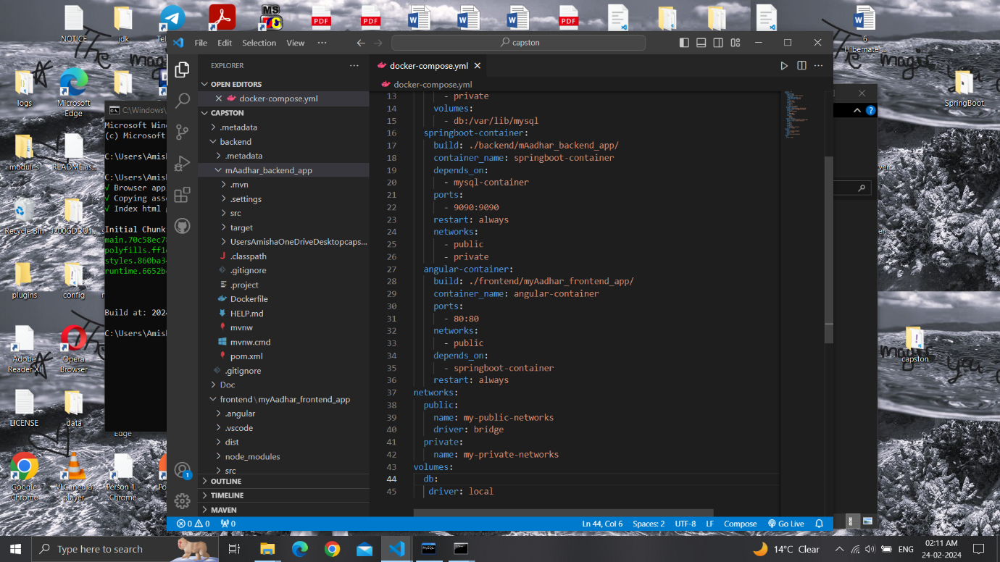 NOTICE
jdk
Tel
MS
PDF
PDF
PDF
6
Hibernate ...
The
magic
you
File Edit Selection View ··· capston
EXPLORER ···
docker-compose.yml
OPEN EDITORS
docker-compose.yml
docker-compose.yml
CAPSTON
.metadata
backend
.metadata
mAadhar_backend_app
.mvn
.settings
src
target
UsersAmishaOneDriveDesktopcaps...
.classpath
.gitignore
.project
Dockerfile
HELP.md
mvnw
mvnw.cmd
pom.xml
.gitignore
Doc
frontend\myAadhar_frontend_app
.angular
.vscode
dist
node_modules
src
OUTLINE
TIMELINE
MAVEN
13 - private
14 volumes:
15 - db:/var/lib/mysql
16 springboot-container:
17 build: ./backend/mAadhar_backend_app/
18 container_name: springboot-container
19 depends_on:
20 - mysql-container
21 ports:
22 - 9090:9090
23 restart: always
24 networks:
25 - public
26 - private
27 angular-container:
28 build: ./frontend/myAadhar_frontend_app/
29 container_name: angular-container
30 ports:
31 - 80:80
32 networks:
33 - public
34 depends_on:
35 - springboot-container
36 restart: always
37 networks:
38 public:
39 name: my-public-networks
40 driver: bridge
41 private:
42 name: my-private-networks
43 volumes:
44 db:
45 driver: local
0 0 0
Ln 44, Col 6 Spaces: 2 UTF-8 LF Compose Go Live
1
logs
Microsoft
Edge
C:\Windows\
Microsoft Wind
(c) Microsoft
C:\Users\Amish
C:\Users\Amish
√ Browser app
√ Copying asse
√ Index html g
Initial Chunk
main.70c58ec78
polyfills.ff1
styles.860ba34
runtime.6652b4
Build at: 2024
C:\Users\Amish
modules
README.as...
Recycle Bin
plugins
config
Adobe
Reader XI
Opera
Browser
LICENSE
data
Edge
Google
Chrome
VLC media
player
Person 1 -
Chrome
SpringBoot
capston
Type here to search
14°C Clear
ENG
02:11 AM
24-02-2024